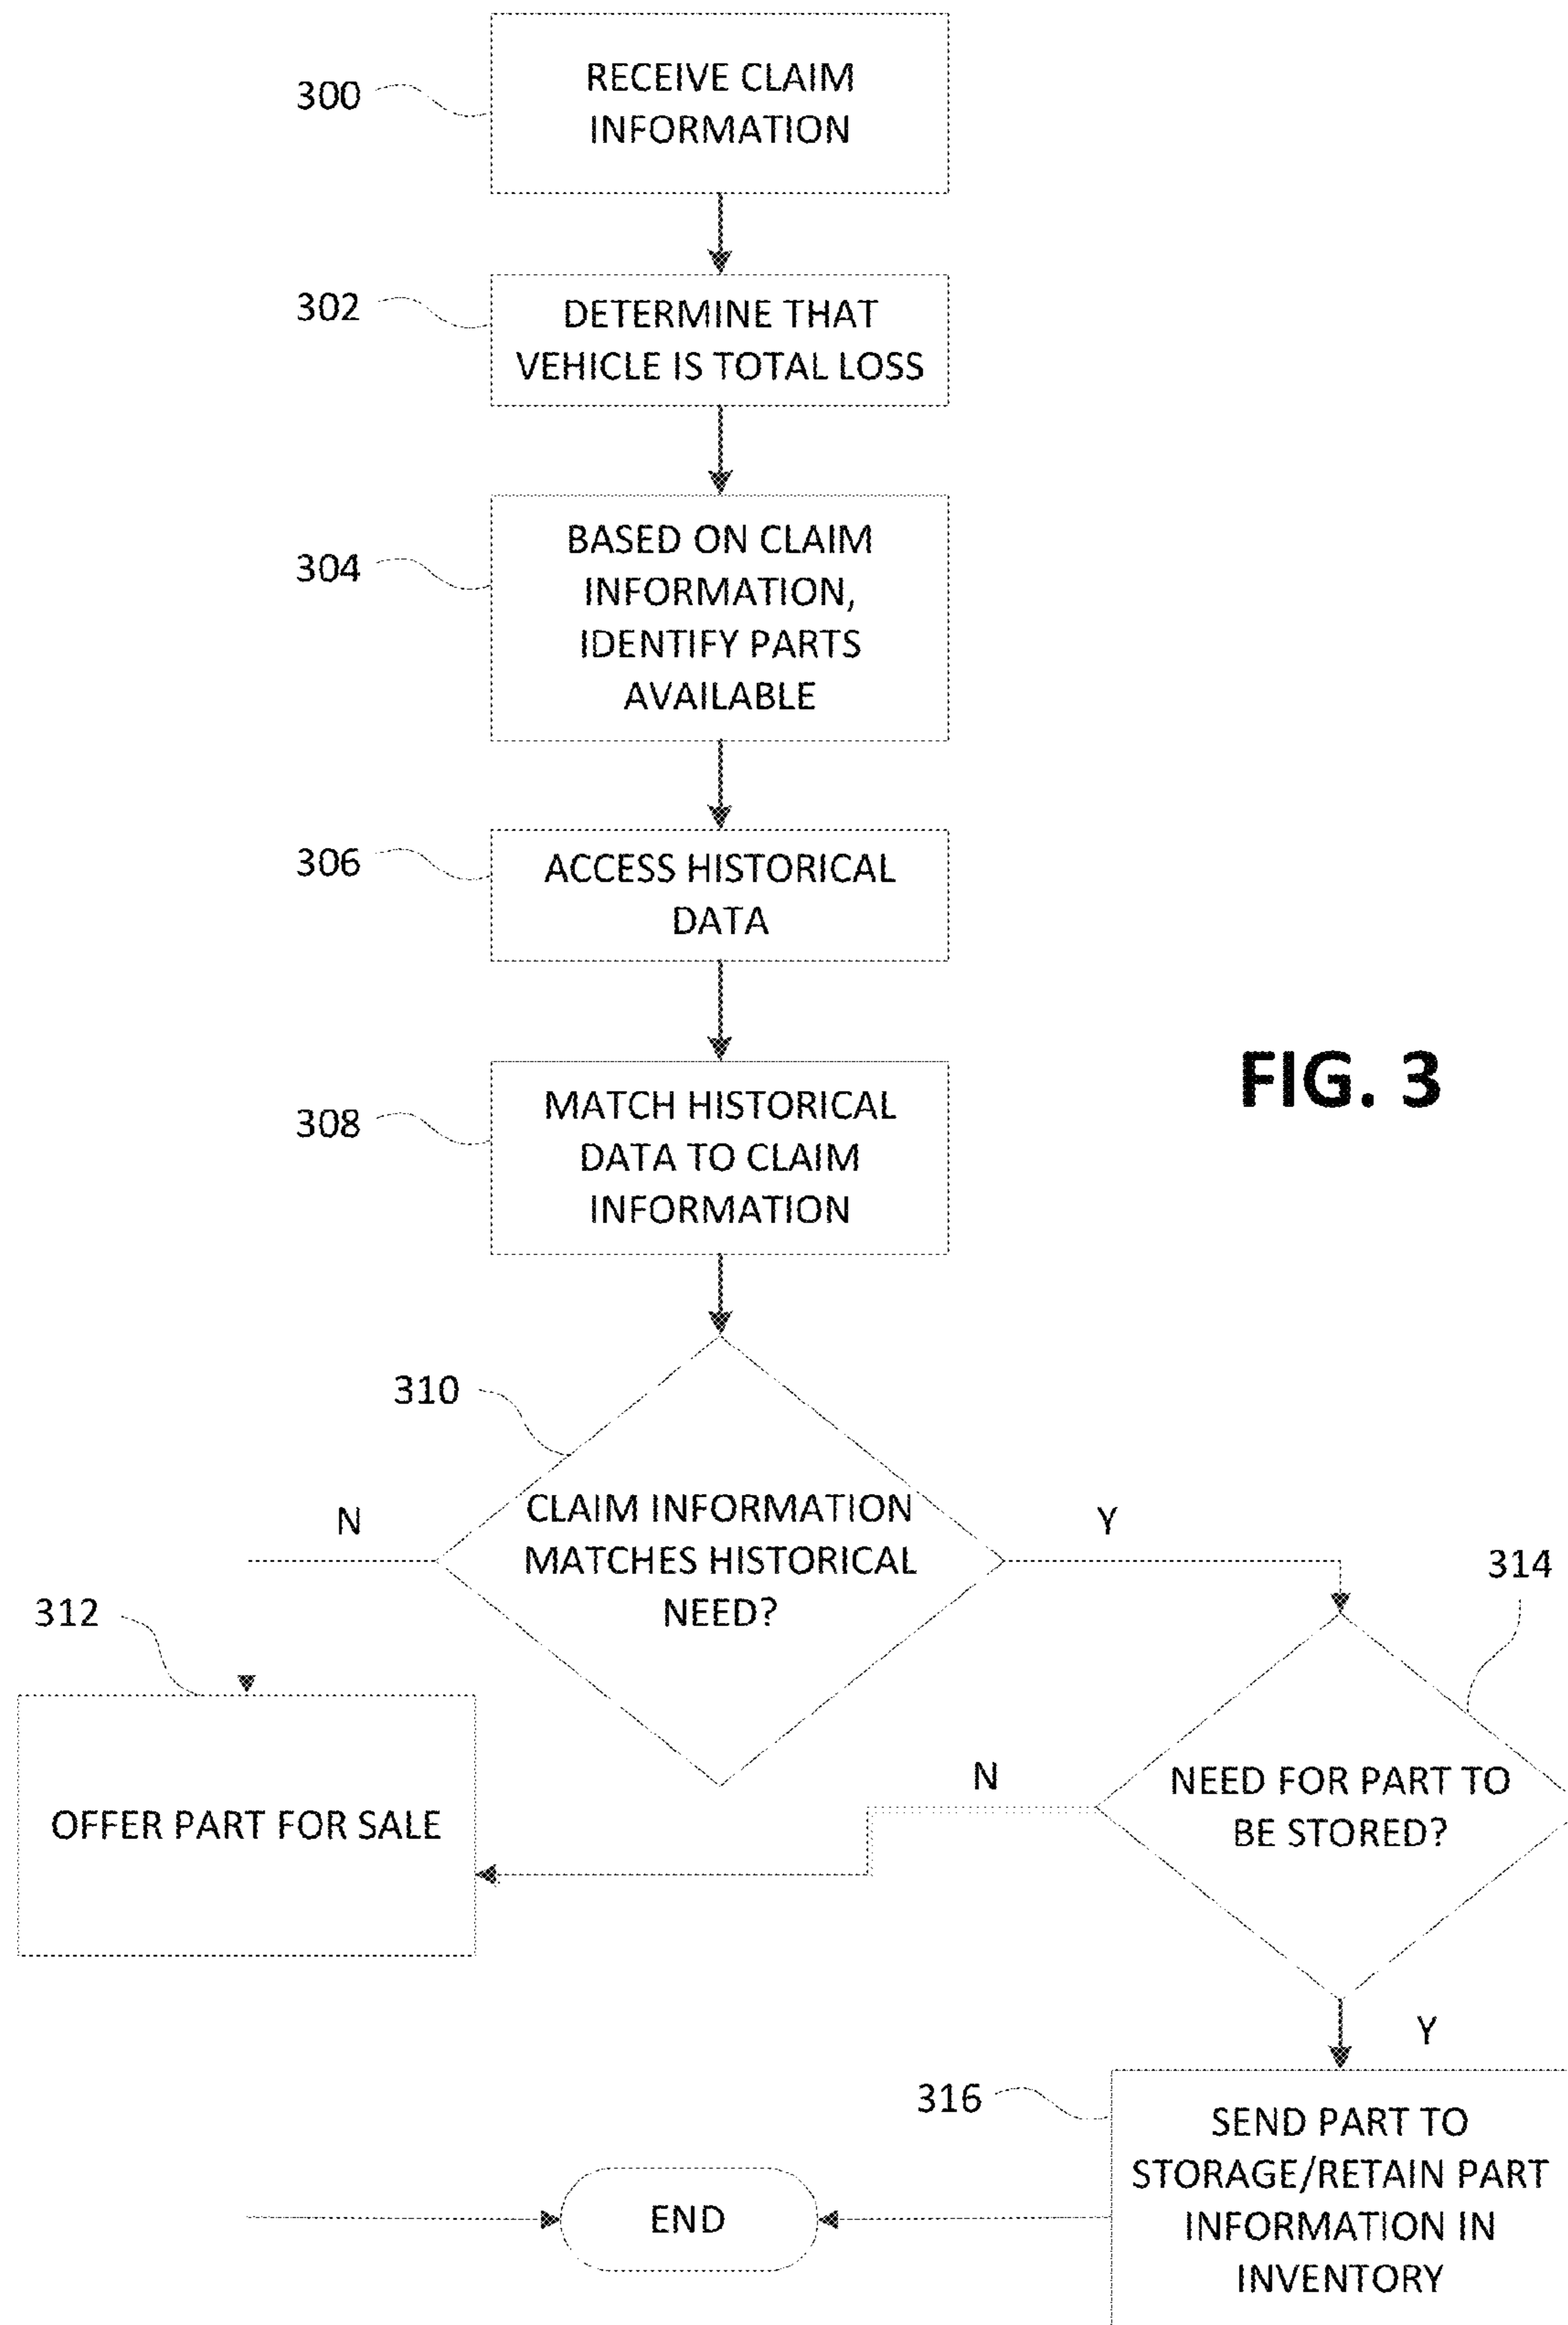 300
RECEIVE CLAIM
INFORMATION
302
DETERMINE THAT
VEHICLE IS TOTAL LOSS
304
BASED ON CLAIM
INFORMATION,
IDENTIFY PARTS
AVAILABLE
306
ACCESS HISTORICAL
DATA
FIG. 3
308
MATCH HISTORICAL
DATA TO CLAIM
INFORMATION
310
CLAIM INFORMATION
MATCHES HISTORICAL
NEED?
N
Y
312
OFFER PART FOR SALE
314
NEED FOR PART TO
BE STORED?
N
Y
316
SEND PART TO
STORAGE/RETAIN PART
INFORMATION IN
INVENTORY
END